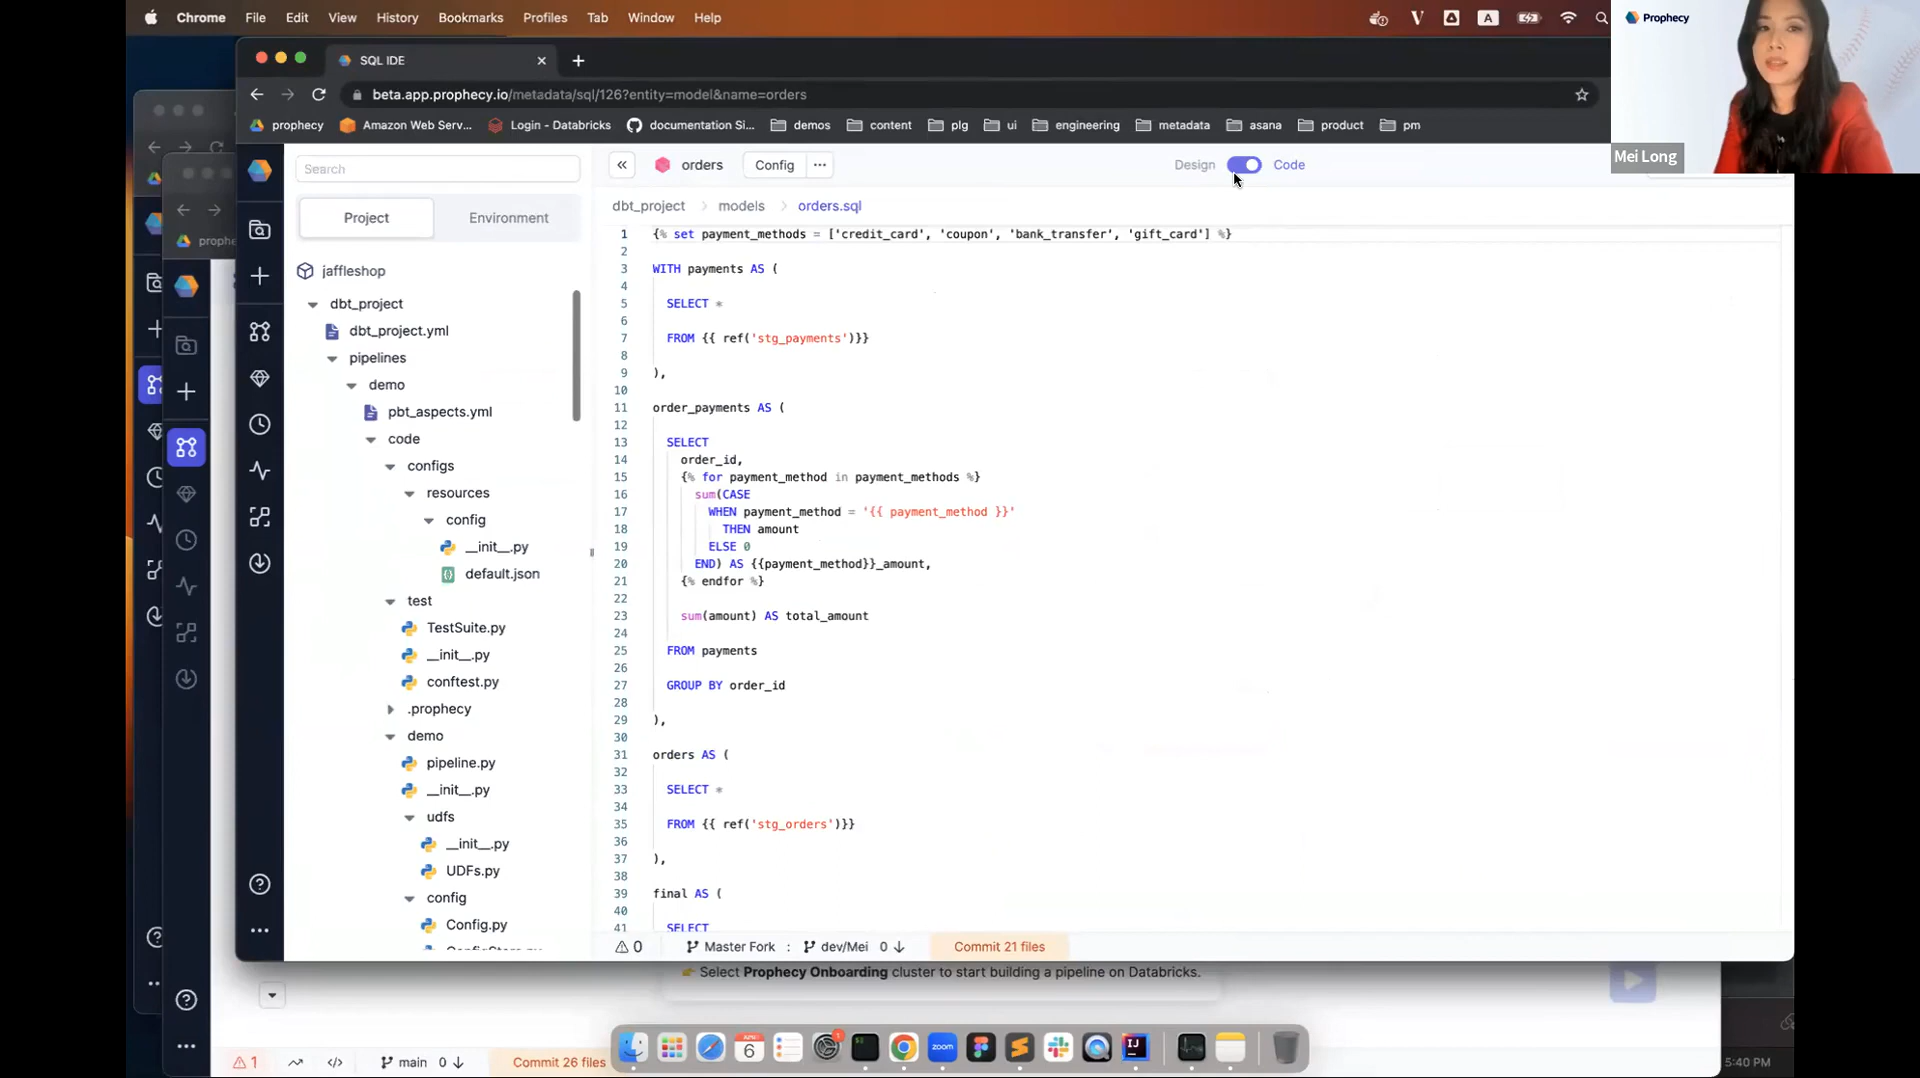 Chrome File Edit View History Bookmarks Profiles Tab Window Help
Prophecy
Mei Long
SQL IDE
beta.app.prophecy.io/metadata/sql/126?entity=model&name=orders
prophecy Amazon Web Serv... Login - Databricks documentation Si... demos content plg ui engineering metadata asana product pm
Search
orders Config ... Design Code
Project Environment
dbt_project > models > orders.sql
jaffleshop
dbt_project
dbt_project.yml
pipelines
demo
pbt_aspects.yml
code
configs
resources
config
__init__.py
default.json
test
TestSuite.py
__init__.py
conftest.py
.prophecy
demo
pipeline.py
__init__.py
udfs
__init__.py
UDFs.py
config
Config.py
1 {% set payment_methods = ['credit_card', 'coupon', 'bank_transfer', 'gift_card'] %}
2
3 WITH payments AS (
4
5 SELECT *
6
7 FROM {{ ref('stg_payments')}}
8
9 ),
10
11 order_payments AS (
12
13 SELECT
14 order_id,
15 {% for payment_method in payment_methods %}
16 sum(CASE
17 WHEN payment_method = '{{ payment_method }}'
18 THEN amount
19 ELSE 0
20 END) AS {{payment_method}}_amount,
21 {% endfor %}
22
23 sum(amount) AS total_amount
24
25 FROM payments
26
27 GROUP BY order_id
28
29 ),
30
31 orders AS (
32
33 SELECT *
34
35 FROM {{ ref('stg_orders')}}
36
37 ),
38
39 final AS (
40
41 SELECT
0 Master Fork : dev/Mei 0 Commit 21 files
Select Prophecy Onboarding cluster to start building a pipeline on Databricks.
1 main 0 Commit 26 files
5:40 PM